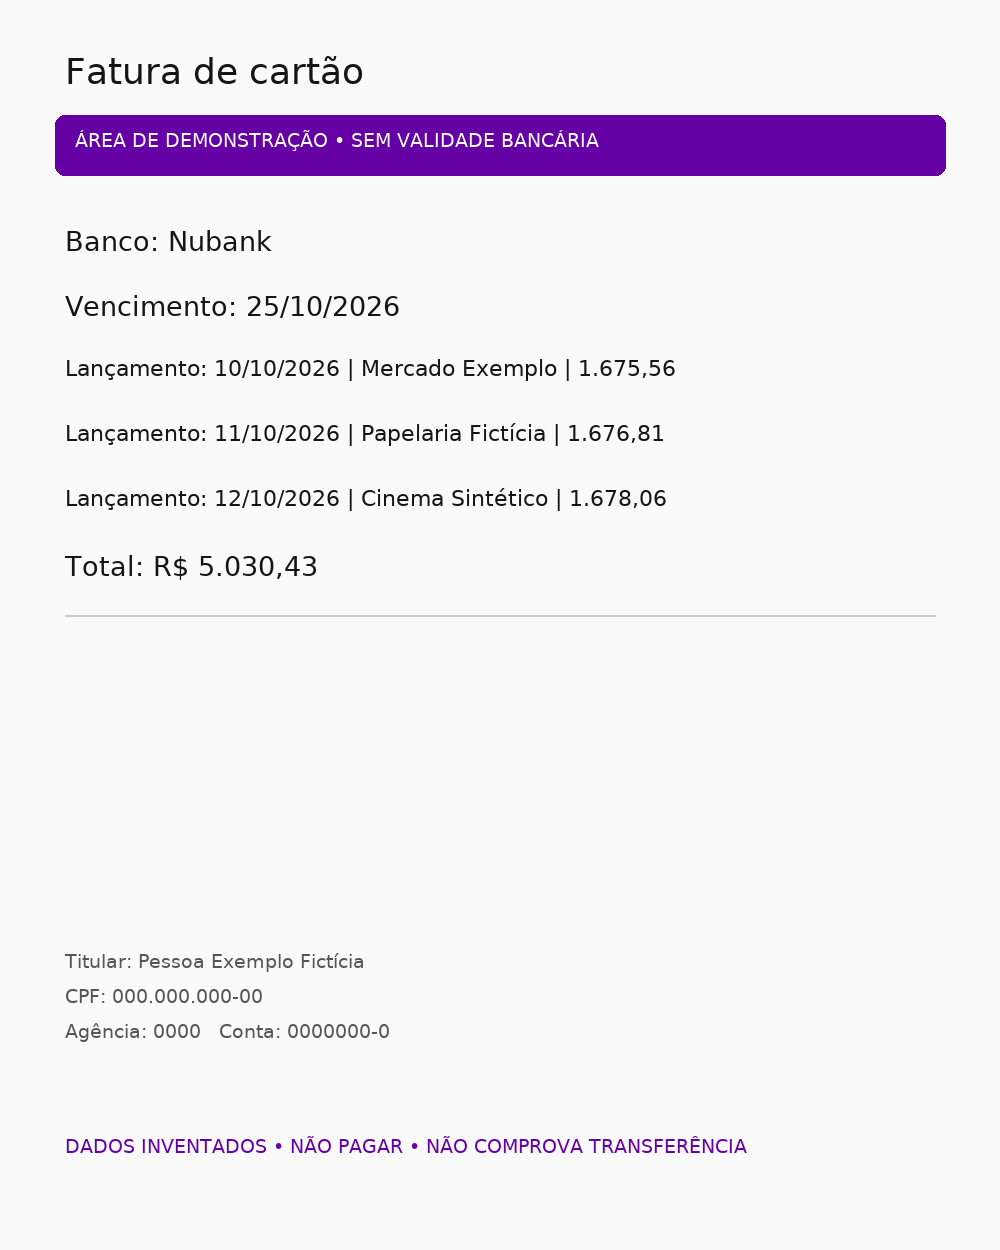 Fatura de cartão
ÁREA DE DEMONSTRAÇÃO • SEM VALIDADE BANCÁRIA
Banco: Nubank
Vencimento: 25/10/2026
Lançamento: 10/10/2026 | Mercado Exemplo | 1.675,56
Lançamento: 11/10/2026 | Papelaria Fictícia | 1.676,81
Lançamento: 12/10/2026 | Cinema Sintético | 1.678,06
Total: R$ 5.030,43
Titular: Pessoa Exemplo Fictícia
CPF: 000.000.000-00
Agência: 0000   Conta: 0000000-0
DADOS INVENTADOS • NÃO PAGAR • NÃO COMPROVA TRANSFERÊNCIA